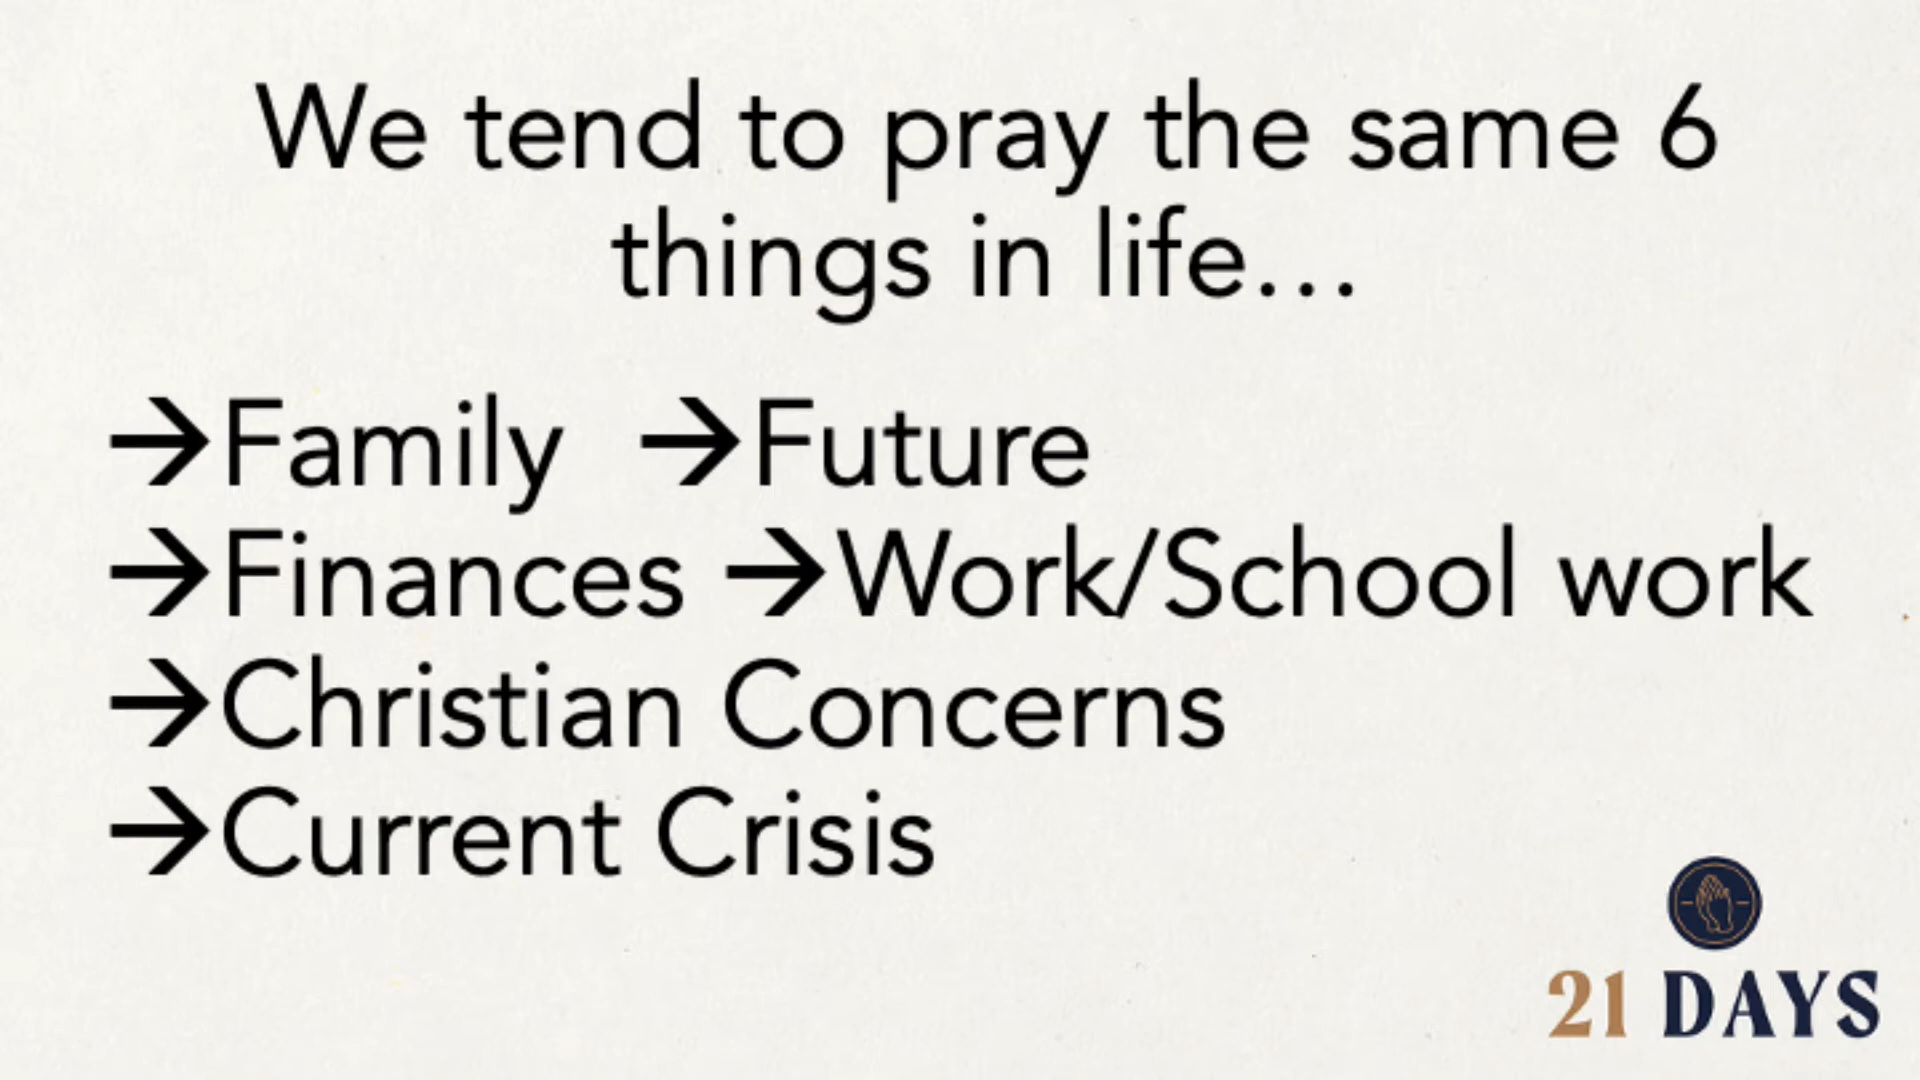 We tend to pray the same 6
things in life...
→Family →Future
→Finances →Work/School work
→Christian Concerns
→Current Crisis
21 DAYS